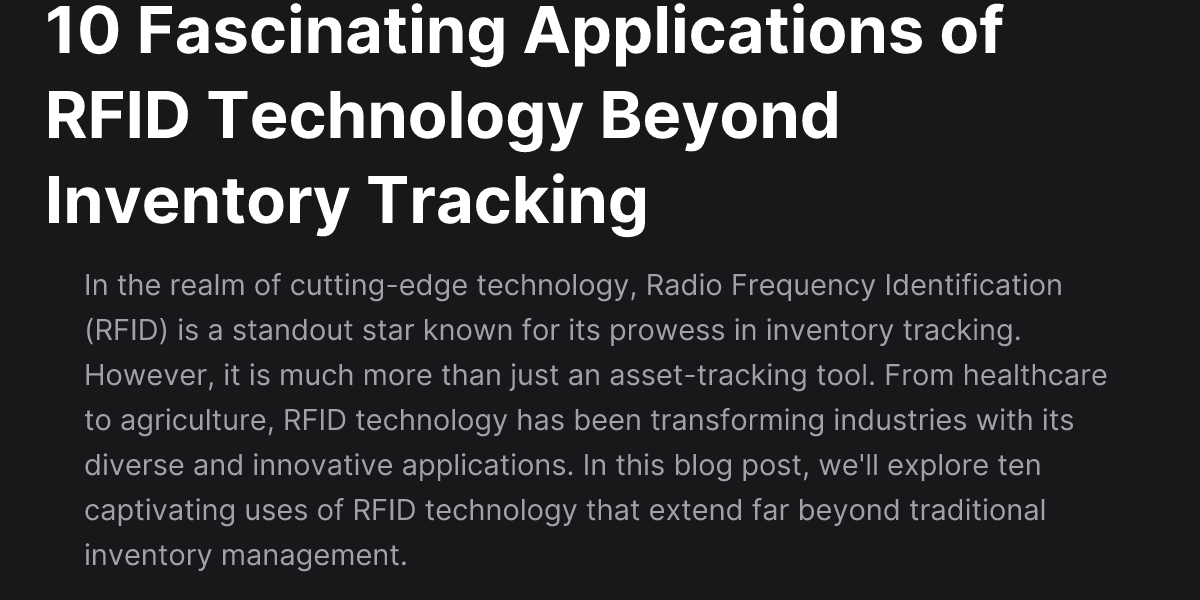 10 Fascinating Applications of
RFID Technology Beyond
Inventory Tracking
In the realm of cutting-edge technology, Radio Frequency Identification
(RFID) is a standout star known for its prowess in inventory tracking.
However, it is much more than just an asset-tracking tool. From healthcare
to agriculture, RFID technology has been transforming industries with its
diverse and innovative applications. In this blog post, we'll explore ten
captivating uses of RFID technology that extend far beyond traditional
inventory management.